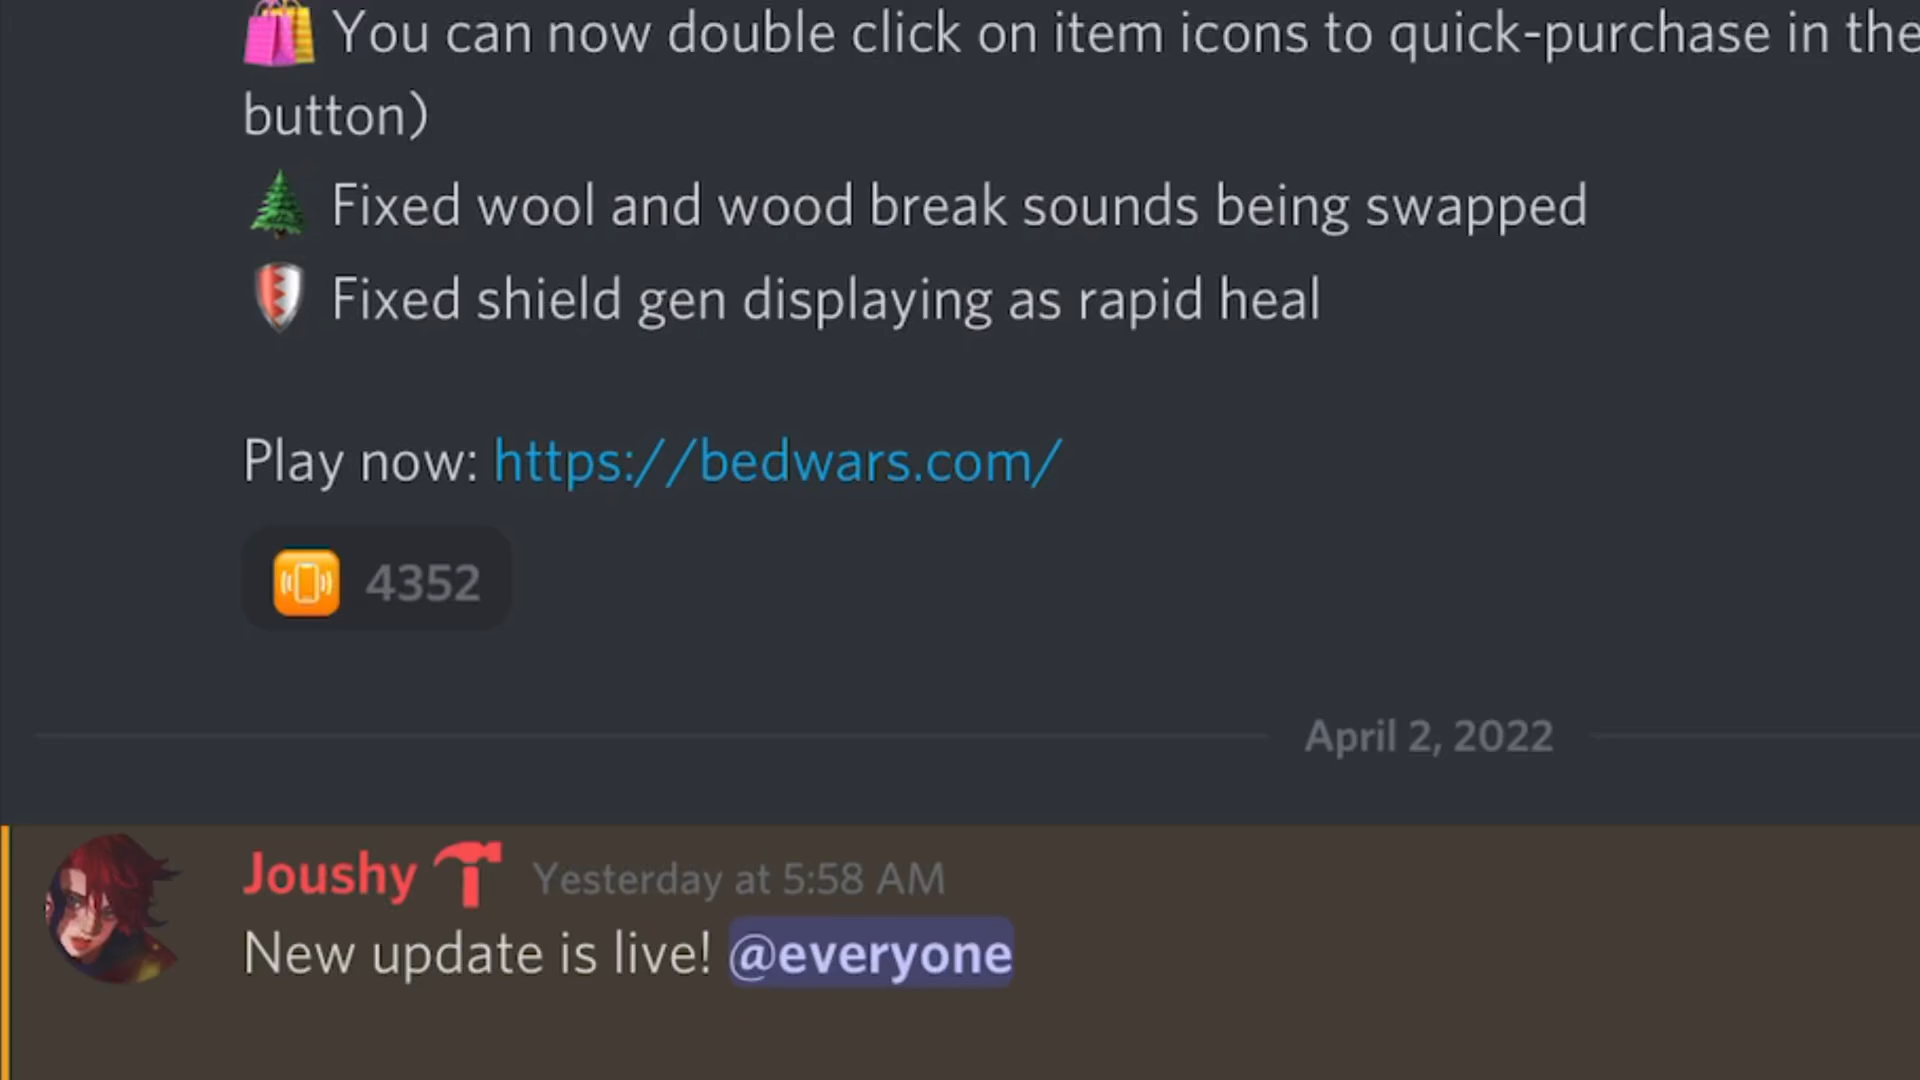 You can now double click on item icons to quick-purchase in the
button)
Fixed wool and wood break sounds being swapped
Fixed shield gen displaying as rapid heal
Play now: https://bedwars.com/
4352
April 2, 2022
Joushy Yesterday at 5:58 AM
New update is live! @everyone